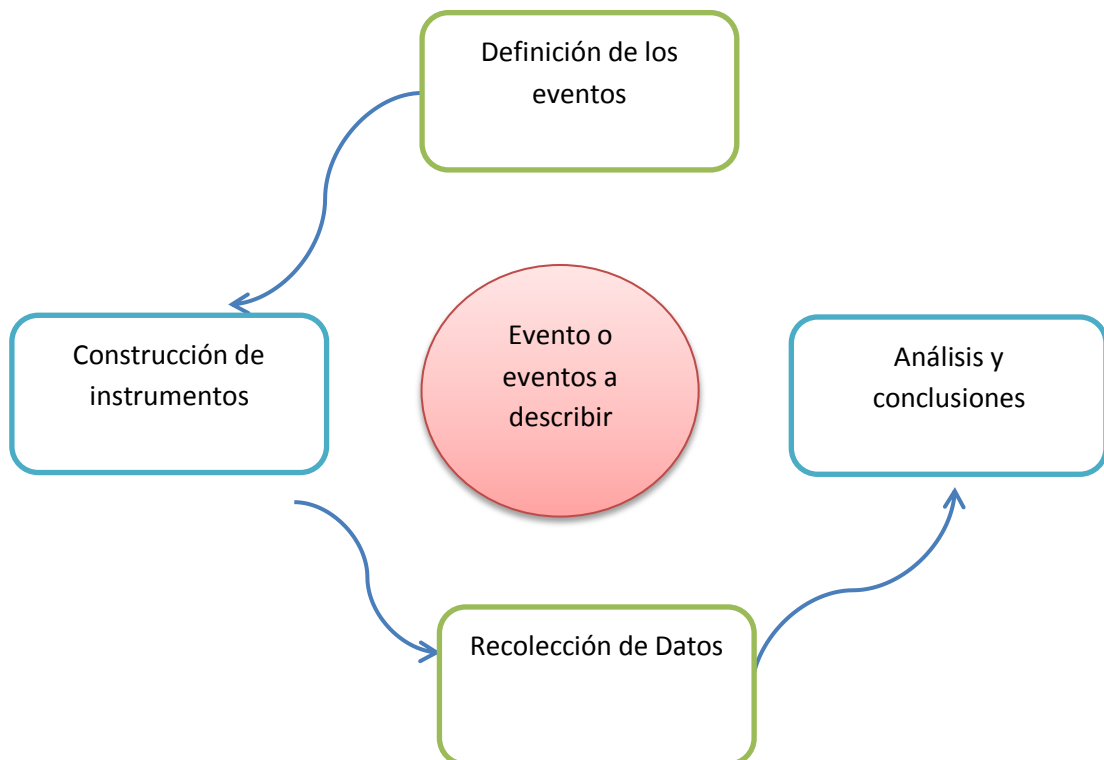 Definición de los
eventos
Construcción de
instrumentos
Evento o
eventos a
describir
Análisis y
conclusiones
Recolección de Datos